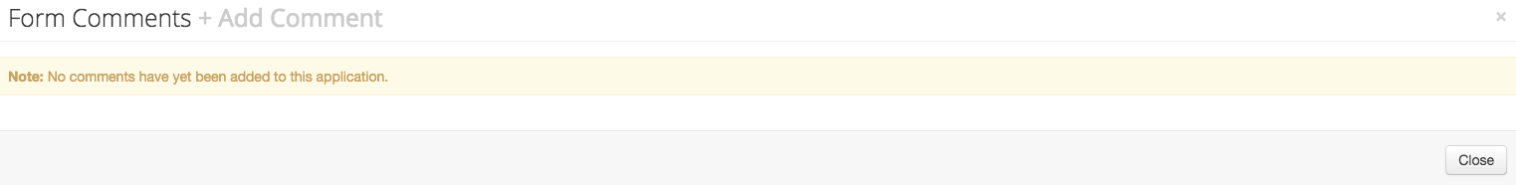 Form Comments + Add Comment
×
Note: No comments have yet been added to this application.
Close